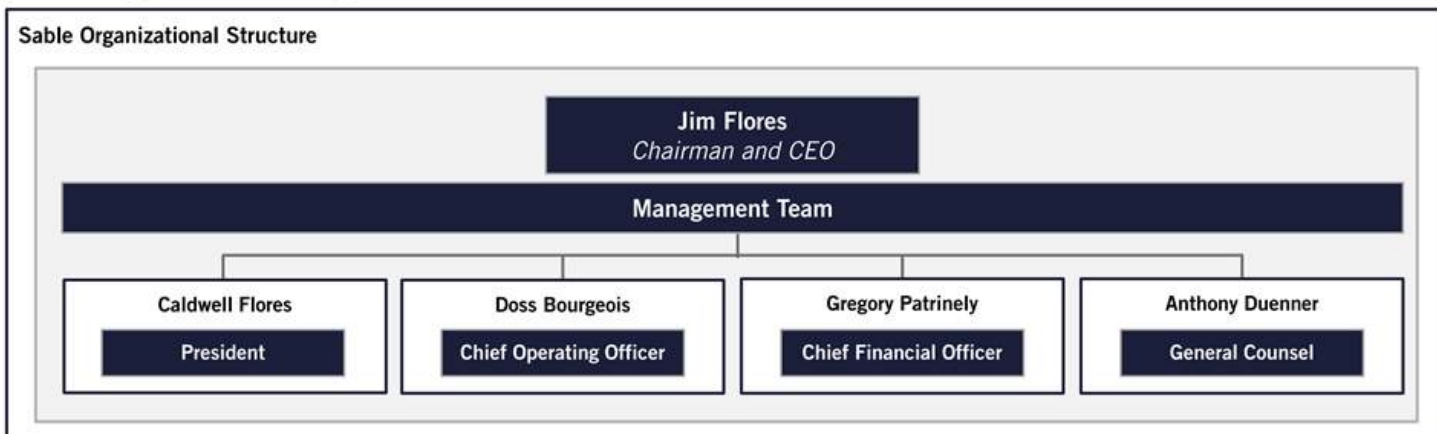 Sable Organizational Structure
Jim Flores
Chairman and CEO
Management Team
Caldwell Flores
President
Doss Bourgeois
Chief Operating Officer
Gregory Patrinely
Chief Financial Officer
Anthony Duenner
General Counsel